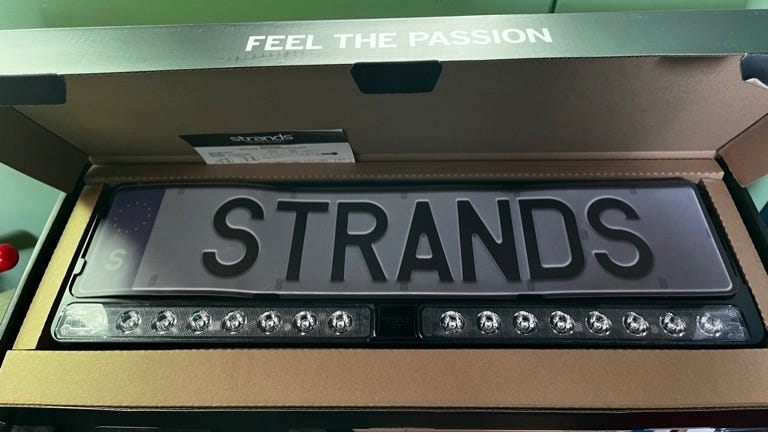 FEEL THE PASSION
strands
S
STRANDS